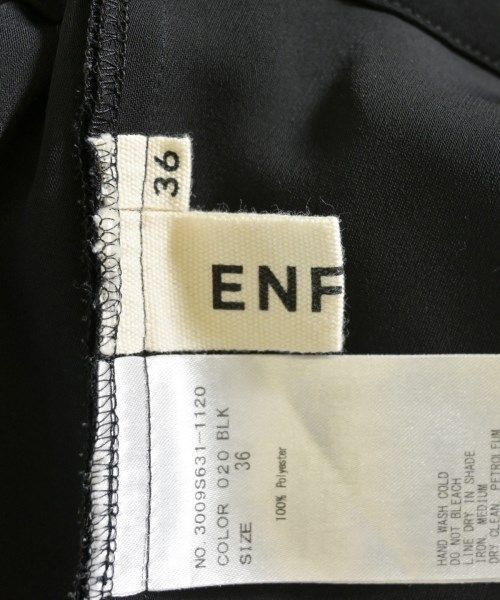 36
ENF
NO. 3009S631-1120
COLOR 020 BLK
SIZE 36
100% Polyester
HAND WASH COLD
DO NOT BLEACH
LINE DRY IN SHADE
IRON, MEDIUM
DRY CLEAN, PETROLEUM